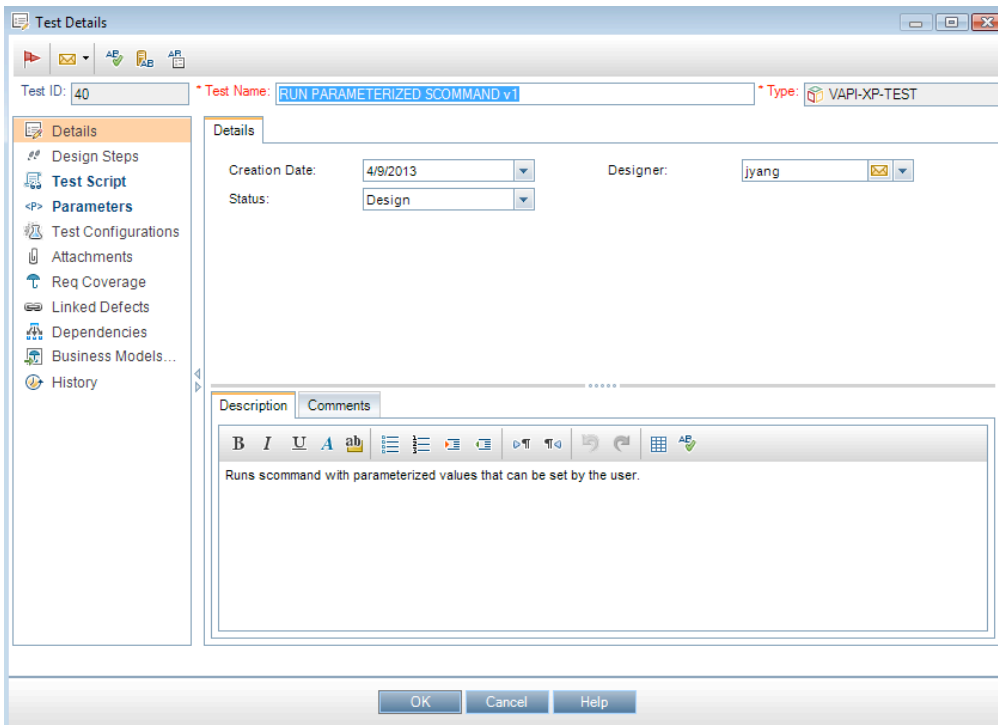 Test Details
Test ID: 40 * Test Name: RUN PARAMETERIZED SCOMMAND v1 * Type: VAPI-XP-TEST
Details
Design Steps
Test Script
<P> Parameters
Test Configurations
Attachments
Req Coverage
Linked Defects
Dependencies
Business Models...
History
Details
Creation Date: 4/9/2013 Designer: jyang
Status: Design
Description Comments
B I U A ab
Runs scommand with parameterized values that can be set by the user.
OK Cancel Help